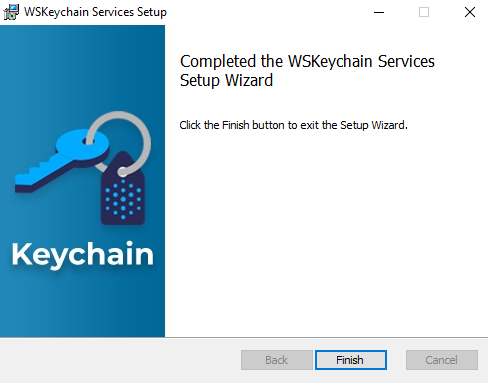 WSKeychain Services Setup
Completed the WSKeychain Services
Setup Wizard
Click the Finish button to exit the Setup Wizard.
Keychain
Back
Finish
Cancel